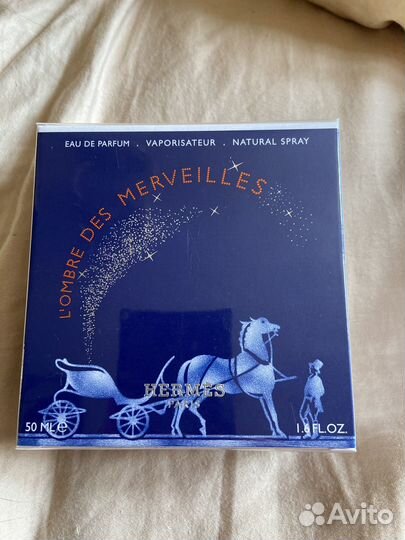 EAU DE PARFUM . VAPORISATEUR . NATURAL SPRAY
L'OMBRE DES MERVEILLES
HERMÈS
PARIS
50 ML e 1.6 FL.OZ.
Avito